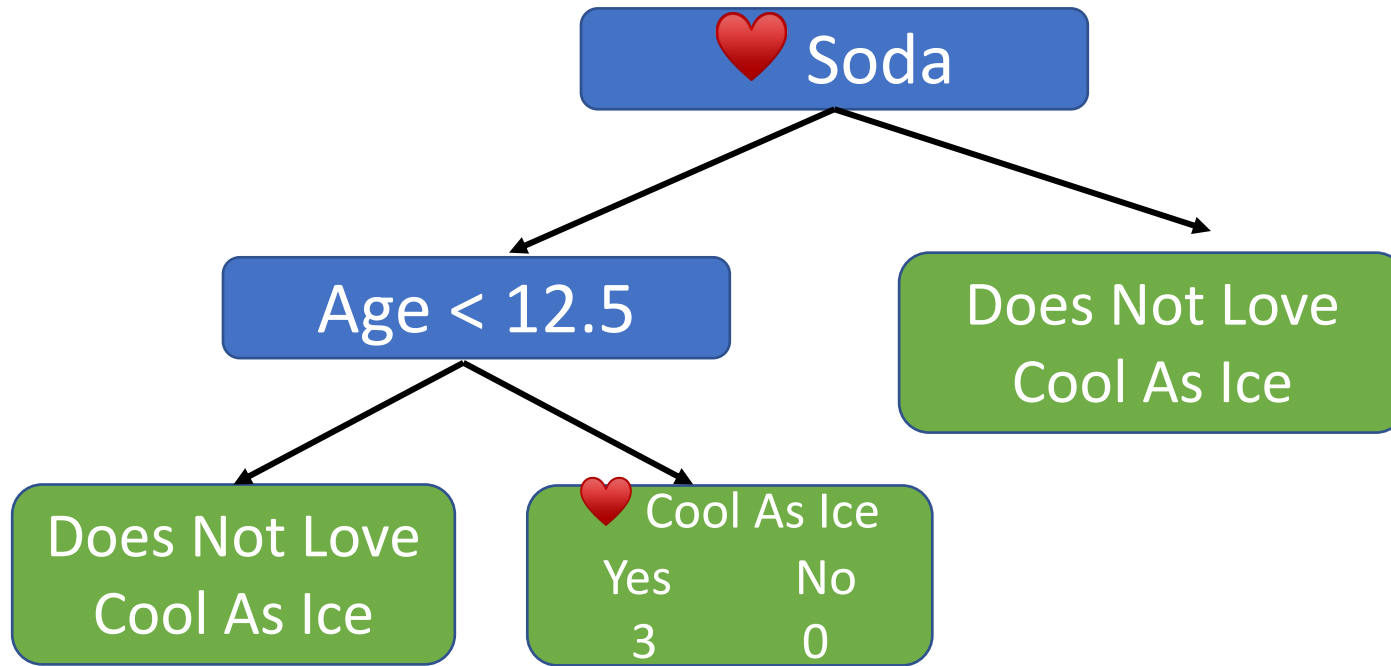 Soda
Age < 12.5
Does Not Love
Cool As Ice
Does Not Love
Cool As Ice
Cool As Ice
Yes No
3 0